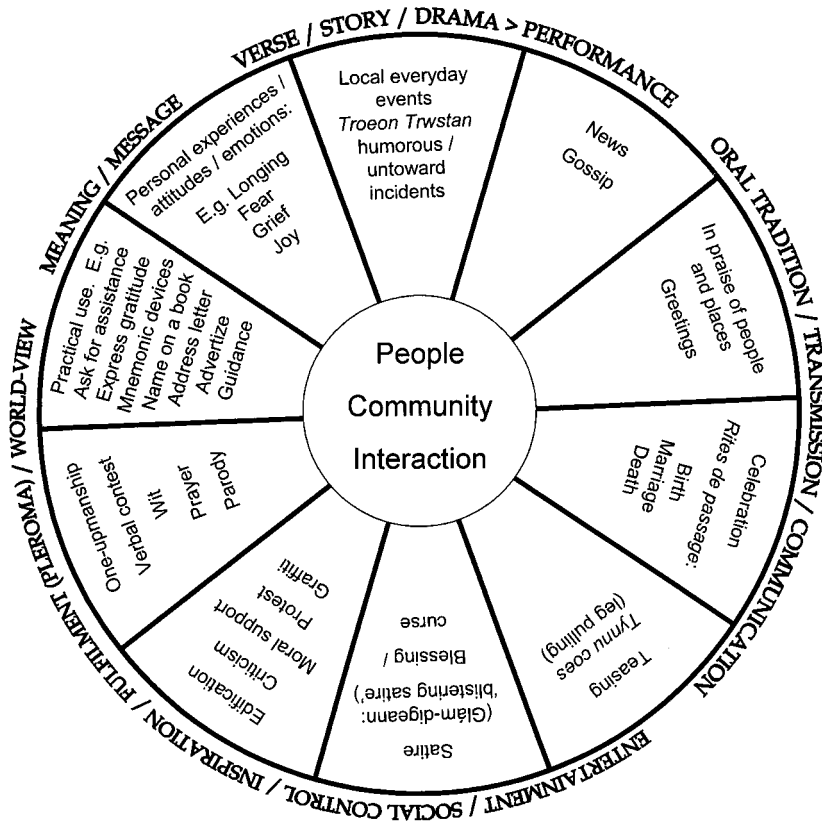 VERSE / STORY / DRAMA > PERFORMANCE
ORAL TRADITION / TRANSMISSION / COMMUNICATION
ENTERTAINMENT / SOCIAL CONTROL / INSPIRATION / FULFILMENT (PLEROMA) / WORLD-VIEW
MEANING / MESSAGE
Local everyday
events
Troeon Trwstan
humorous /
untoward
incidents
News
Gossip
In praise of people
and places
Greetings
Celebration
Rites de passage:
Birth
Marriage
Death
Teasing
Tynnu coes
(leg pulling)
Satire
(Glám-digeann:
'blistering satire')
Blessing /
curse
Edification
Criticism
Moral support
Protest
Graffiti
One-upmanship
Verbal contest
Wit
Prayer
Parody
Practical use. E.g.
Ask for assistance
Express gratitude
Mnemonic devices
Name on a book
Address letter
Advertize
Guidance
Personal experiences /
attitudes / emotions:
E.g. Longing
Fear
Grief
Joy
People
Community
Interaction